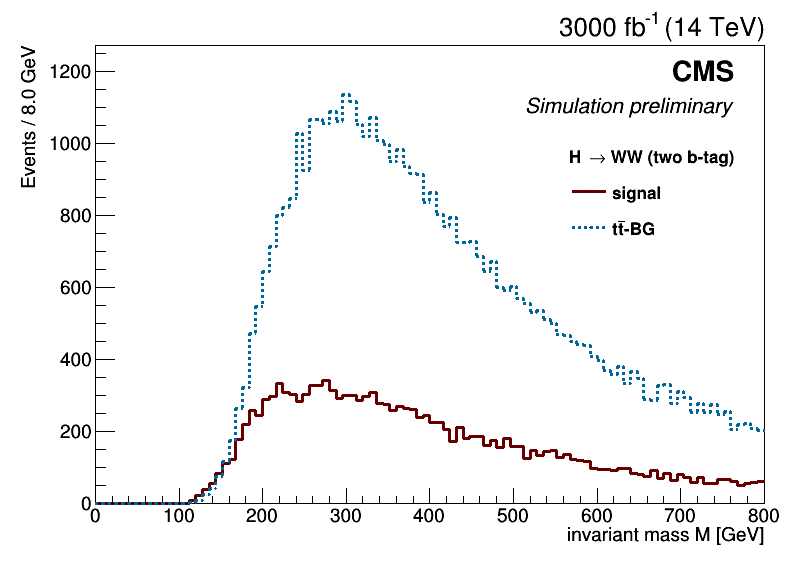 3000 fb⁻¹ (14 TeV)
CMS
Simulation preliminary
H → WW (two b-tag)
signal
tt̄-BG
Events / 8.0 GeV
1200
1000
800
600
400
200
0
0 100 200 300 400 500 600 700 800
invariant mass M [GeV]